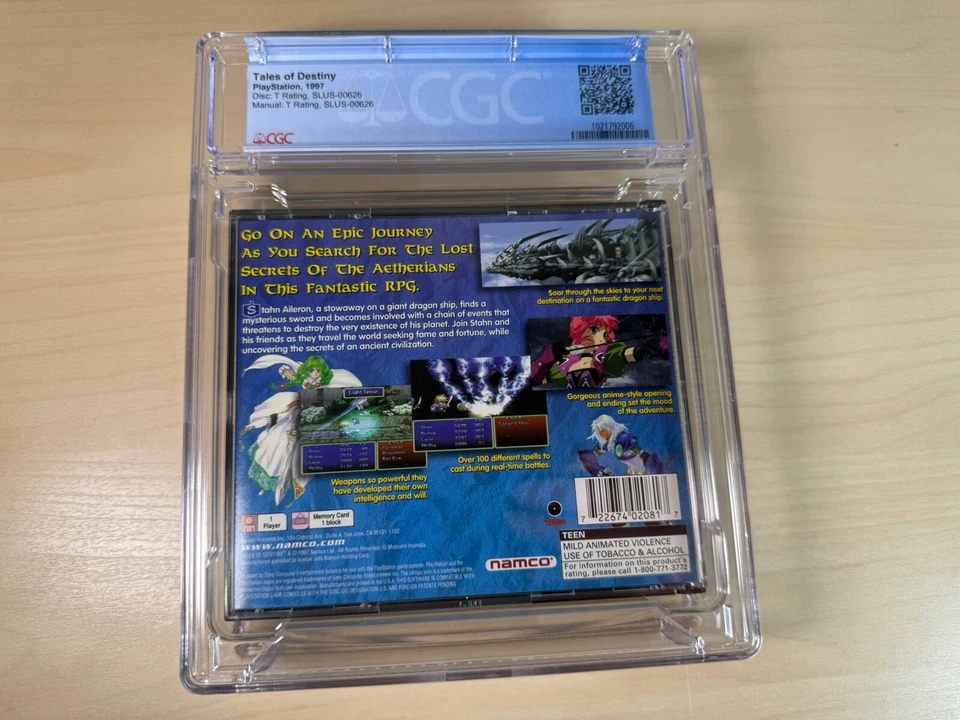 Tales of Destiny
PlayStation, 1997
Disc: T Rating, SLUS-00626
Manual: T Rating, SLUS-00626
CGC
CGC
1021792006
Go On An Epic Journey
As You Search For The Lost
Secrets Of The Aetherians
In This Fantastic RPG.
Stahn Aileron, a stowaway on a giant dragon ship, finds a
mysterious sword and becomes involved with a chain of events that
threatens to destroy the very existence of his planet. Join Stahn and
his friends as they travel the world seeking fame and fortune, while
uncovering the secrets of an ancient civilization.
Soar through the skies to your next
destination on a fantastic dragon ship.
Gorgeous anime-style opening
and ending set the mood
of the adventure.
Light Spear
Over 100 different spells to
cast during real-time battles.
Weapons so powerful they
have developed their own
intelligence and will.
1
Player
Memory Card
1 block
www.namco.com
namco
7 22674 02081 7
TEEN
MILD ANIMATED VIOLENCE
USE OF TOBACCO & ALCOHOL
For information on this product's
rating, please call 1-800-771-3772